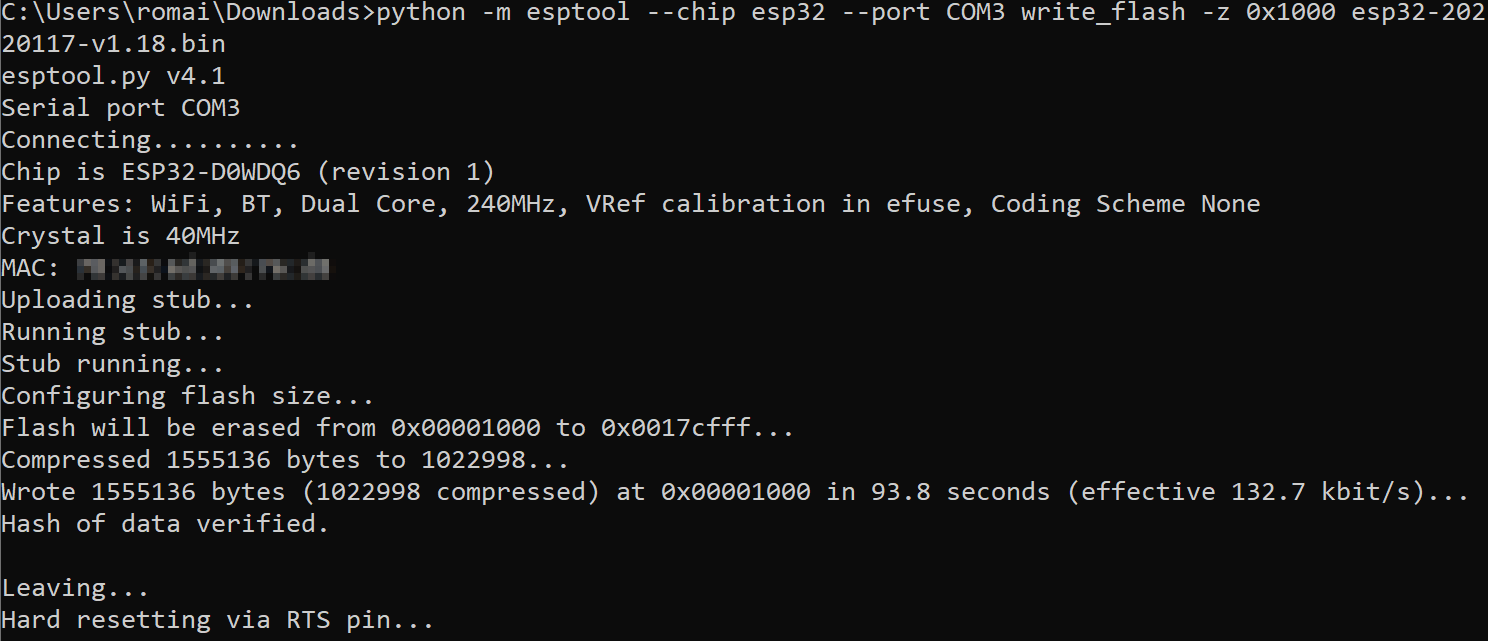 C:\Users\romai\Downloads>python -m esptool --chip esp32 --port COM3 write_flash -z 0x1000 esp32-202
20117-v1.18.bin
esptool.py v4.1
Serial port COM3
Connecting..........
Chip is ESP32-D0WDQ6 (revision 1)
Features: WiFi, BT, Dual Core, 240MHz, VRef calibration in efuse, Coding Scheme None
Crystal is 40MHz
MAC:
Uploading stub...
Running stub...
Stub running...
Configuring flash size...
Flash will be erased from 0x00001000 to 0x0017cfff...
Compressed 1555136 bytes to 1022998...
Wrote 1555136 bytes (1022998 compressed) at 0x00001000 in 93.8 seconds (effective 132.7 kbit/s)...
Hash of data verified.
Leaving...
Hard resetting via RTS pin...